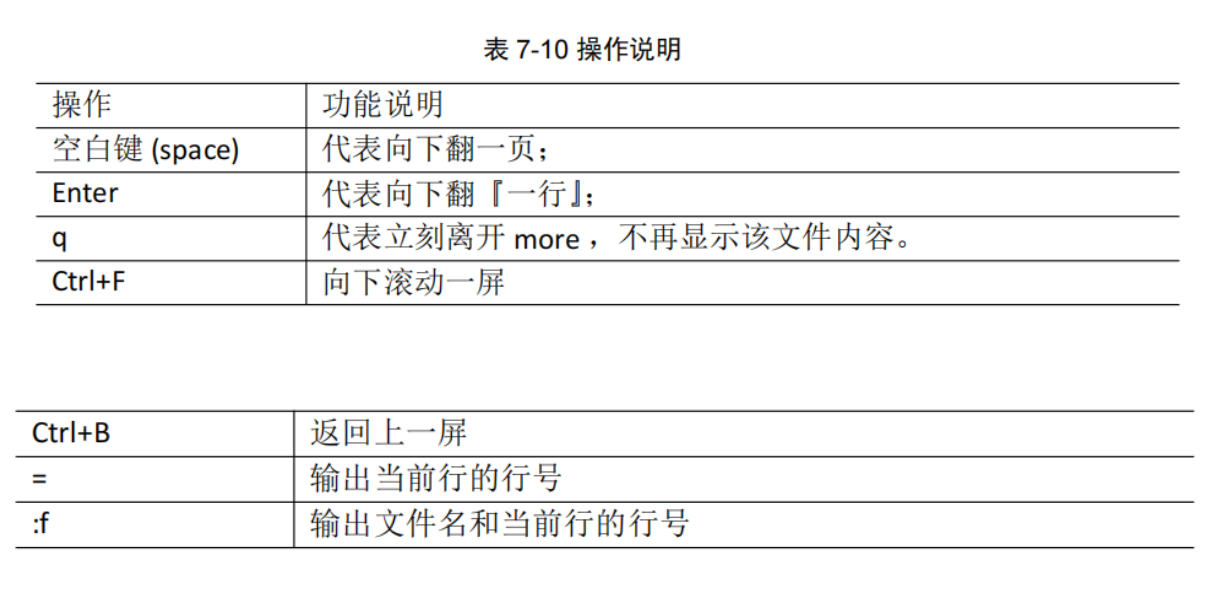 表 7-10 操作说明
操作 功能说明
空白键 (space) 代表向下翻一页；
Enter 代表向下翻『一行』；
q 代表立刻离开 more ，不再显示该文件内容。
Ctrl+F 向下滚动一屏
Ctrl+B 返回上一屏
= 输出当前行的行号
:f 输出文件名和当前行的行号